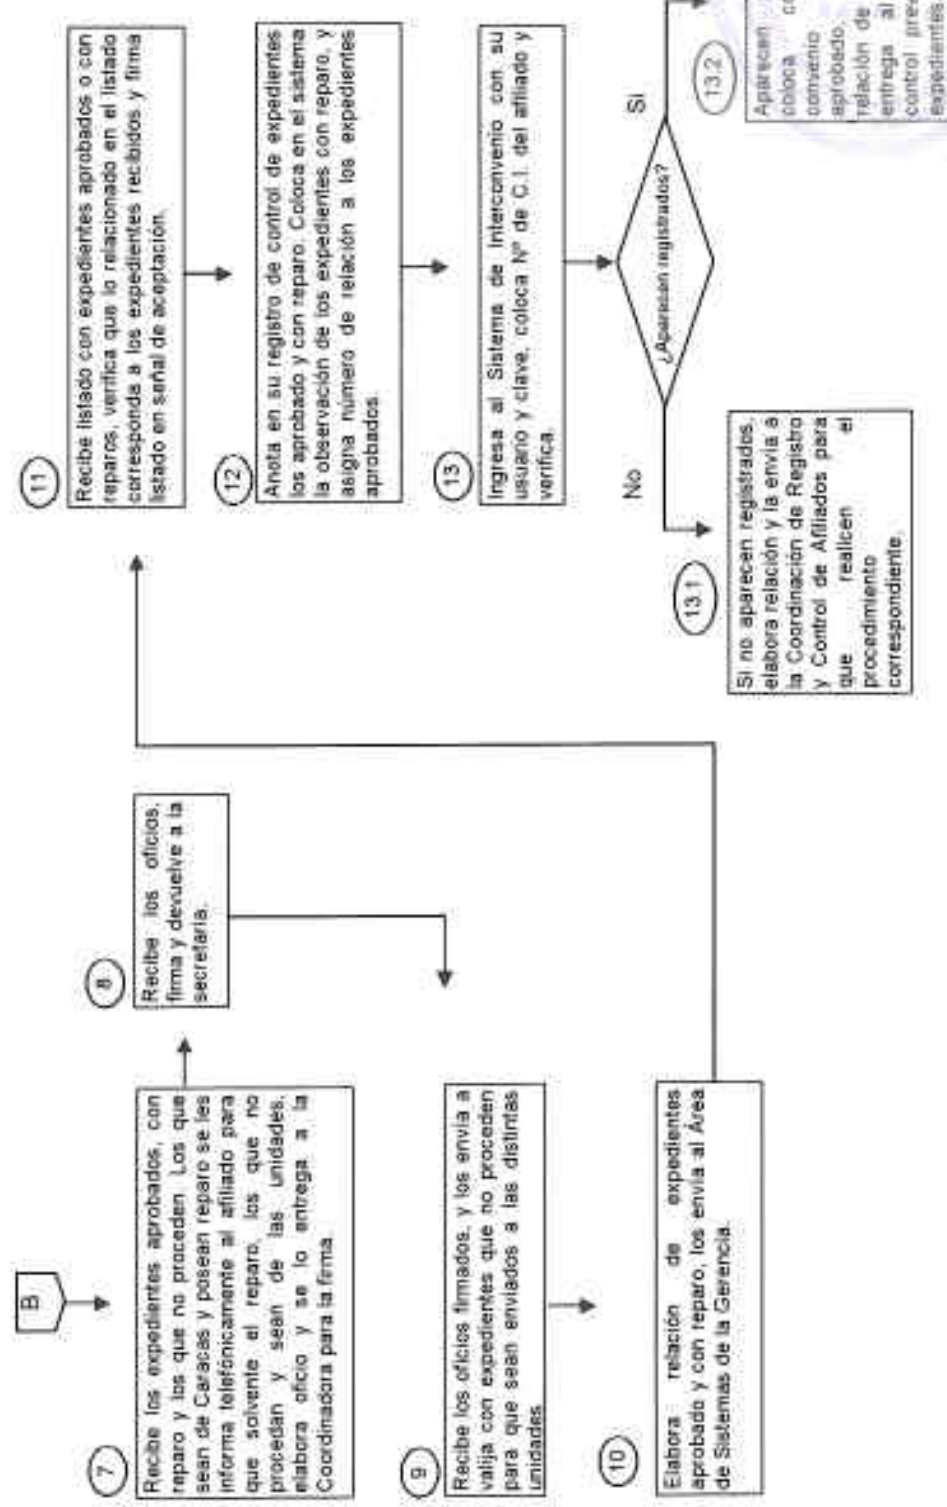 B
7
Recibe los expedientes aprobados, con
reparo y los que no proceden. Los que
sean de Caracas y posean reparo se les
informa telefónicamente al afiliado para
que solvente el reparo, los que no
procedan y sean de las unidades,
elabora oficio y se lo entrega a la
Coordinadora para la firma.
8
Recibe los oficios,
firma y devuelve a la
secretaria.
9
Recibe los oficios firmados, y los envia a
valija con expedientes que no proceden
para que sean enviados a las distintas
unidades.
10
Elabora relación de expedientes
aprobado y con reparo, los envia al Área
de Sistemas de la Gerencia.
11
Recibe listado con expedientes aprobados o con
reparos, verifica que lo relacionado en el listado
corresponda a los expedientes recibidos y firma
listado en señal de aceptación.
12
Anota en su registro de control de expedientes
los aprobado y con reparo. Coloca en el sistema
la observación de los expedientes con reparo, y
asigna número de relación a los expedientes
aprobados.
13
Ingresa al Sistema de Interconvenio con su
usuario y clave, coloca Nº de C.I. del afiliado y
verifica.
¿Aparecen registrados?
No
Si
13.1
Si no aparecen registrados,
elabora relación y la envía a
la Coordinación de Registro
y Control de Afiliados para
que realicen el
procedimiento
correspondiente.
13.2
Aparecen
coloca co
convenio
aprobado,
relación de
entrega al
control prev
expedientes